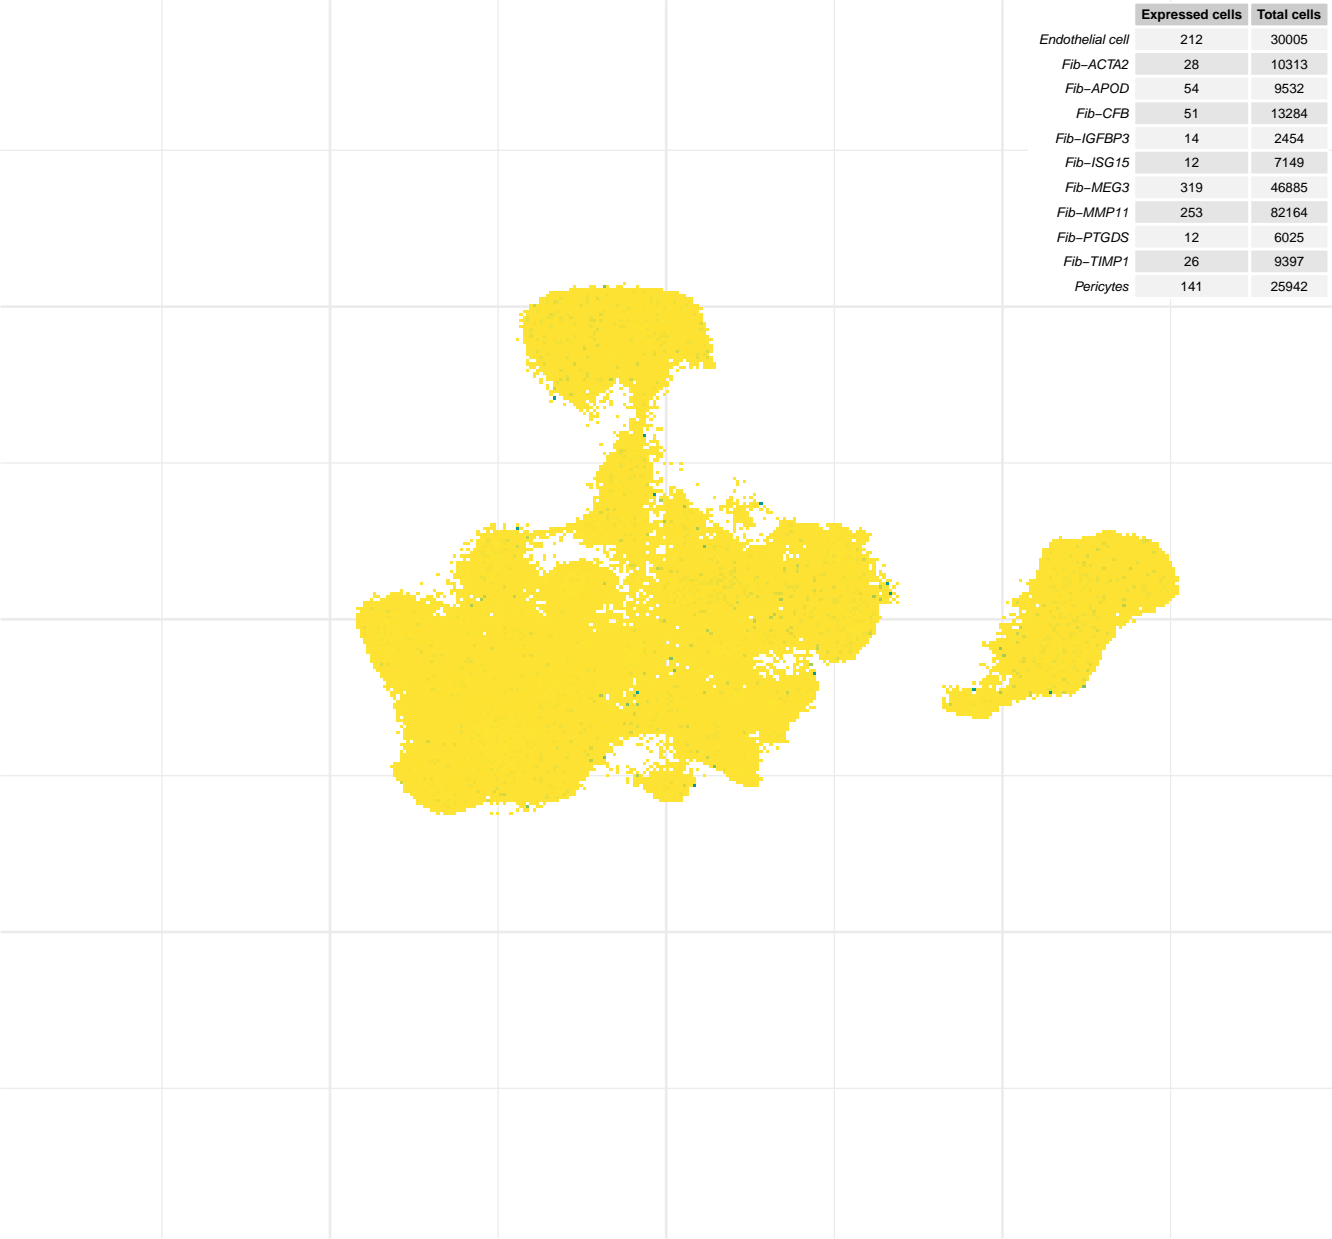 Expressed cells Total cells
Endothelial cell 212 30005
Fib−ACTA2 28 10313
Fib−APOD 54 9532
Fib−CFB 51 13284
Fib−IGFBP3 14 2454
Fib−ISG15 12 7149
Fib−MEG3 319 46885
Fib−MMP11 253 82164
Fib−PTGDS 12 6025
Fib−TIMP1 26 9397
Pericytes 141 25942